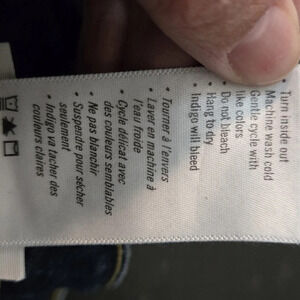 • Turn inside out
• Machine wash cold
Gentle cycle with
like colors
• Do not bleach
• Hang to dry
• Indigo will bleed
• Tourner à l'envers
• Laver en machine à
l'eau froide
• Cycle délicat avec
des couleurs semblables
• Ne pas blanchir
• Suspendre pour sécher
seulement
• Indigo va tacher des
couleurs claires